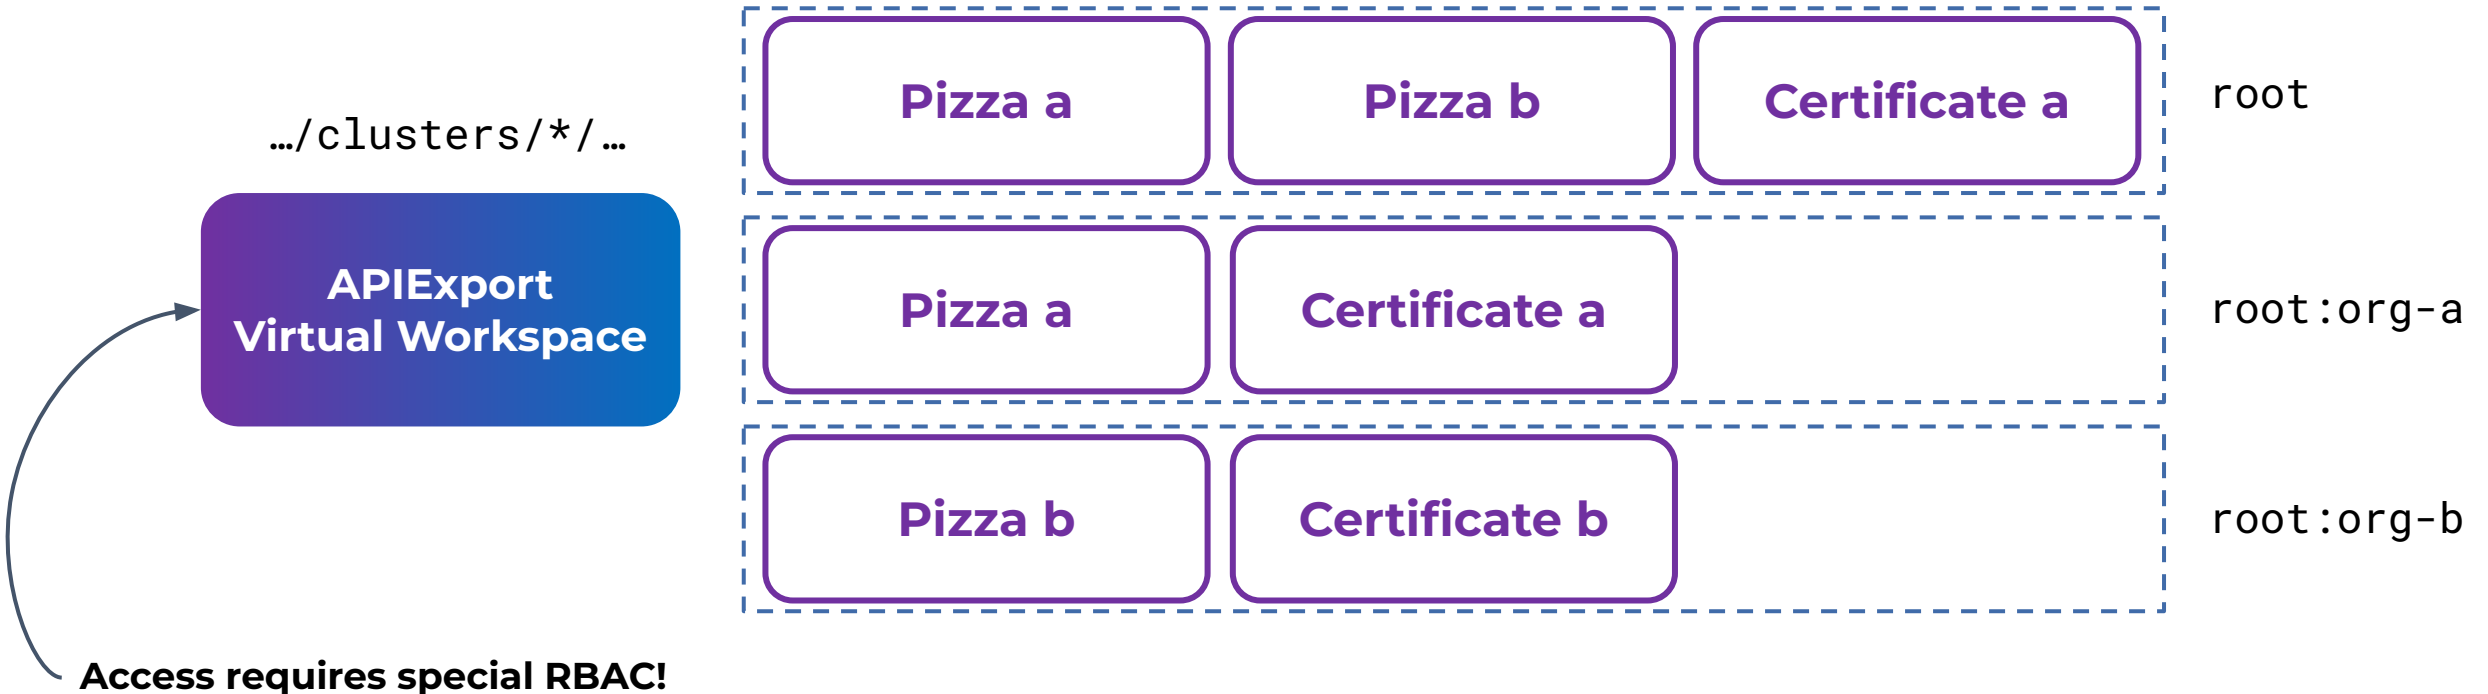 …/clusters/*/…
APIExport
Virtual Workspace
Access requires special RBAC!
Pizza a
Pizza b
Certificate a
root
Pizza a
Certificate a
root:org-a
Pizza b
Certificate b
root:org-b